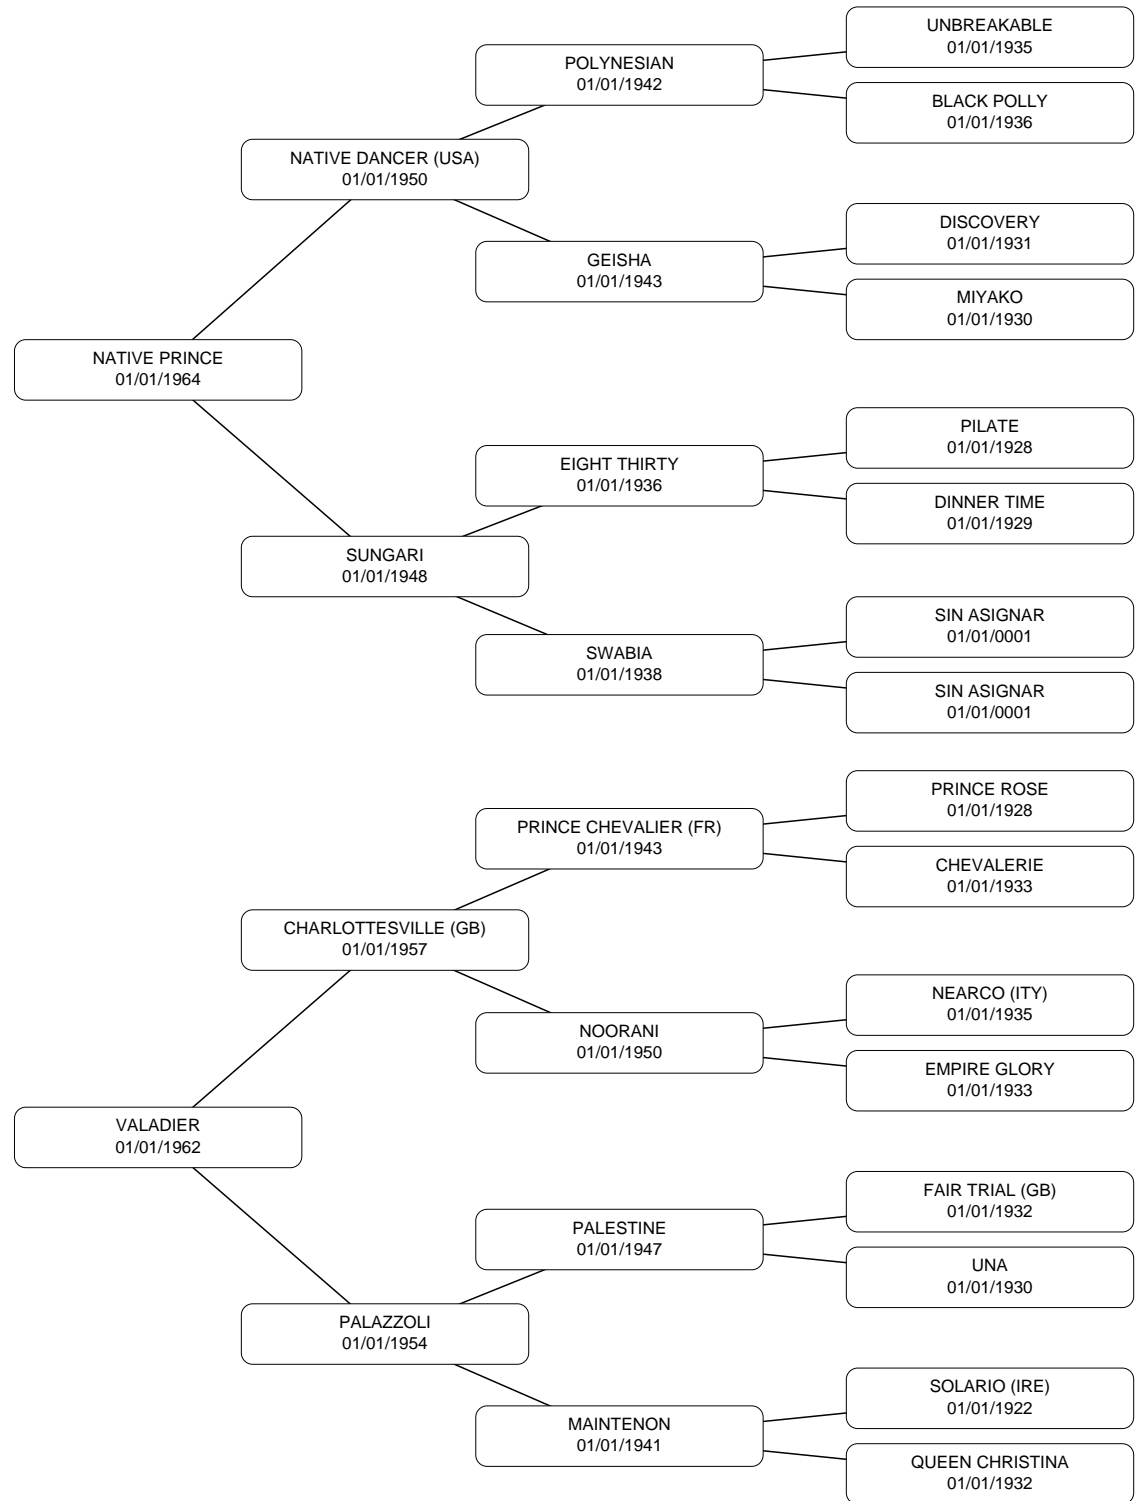 UNBREAKABLE
01/01/1935
POLYNESIAN
01/01/1942
BLACK POLLY
01/01/1936
NATIVE DANCER (USA)
01/01/1950
DISCOVERY
01/01/1931
GEISHA
01/01/1943
MIYAKO
01/01/1930
NATIVE PRINCE
01/01/1964
PILATE
01/01/1928
EIGHT THIRTY
01/01/1936
DINNER TIME
01/01/1929
SUNGARI
01/01/1948
SIN ASIGNAR
01/01/0001
SWABIA
01/01/1938
SIN ASIGNAR
01/01/0001
PRINCE ROSE
01/01/1928
PRINCE CHEVALIER (FR)
01/01/1943
CHEVALERIE
01/01/1933
CHARLOTTESVILLE (GB)
01/01/1957
NEARCO (ITY)
01/01/1935
NOORANI
01/01/1950
EMPIRE GLORY
01/01/1933
VALADIER
01/01/1962
FAIR TRIAL (GB)
01/01/1932
PALESTINE
01/01/1947
UNA
01/01/1930
PALAZZOLI
01/01/1954
SOLARIO (IRE)
01/01/1922
MAINTENON
01/01/1941
QUEEN CHRISTINA
01/01/1932